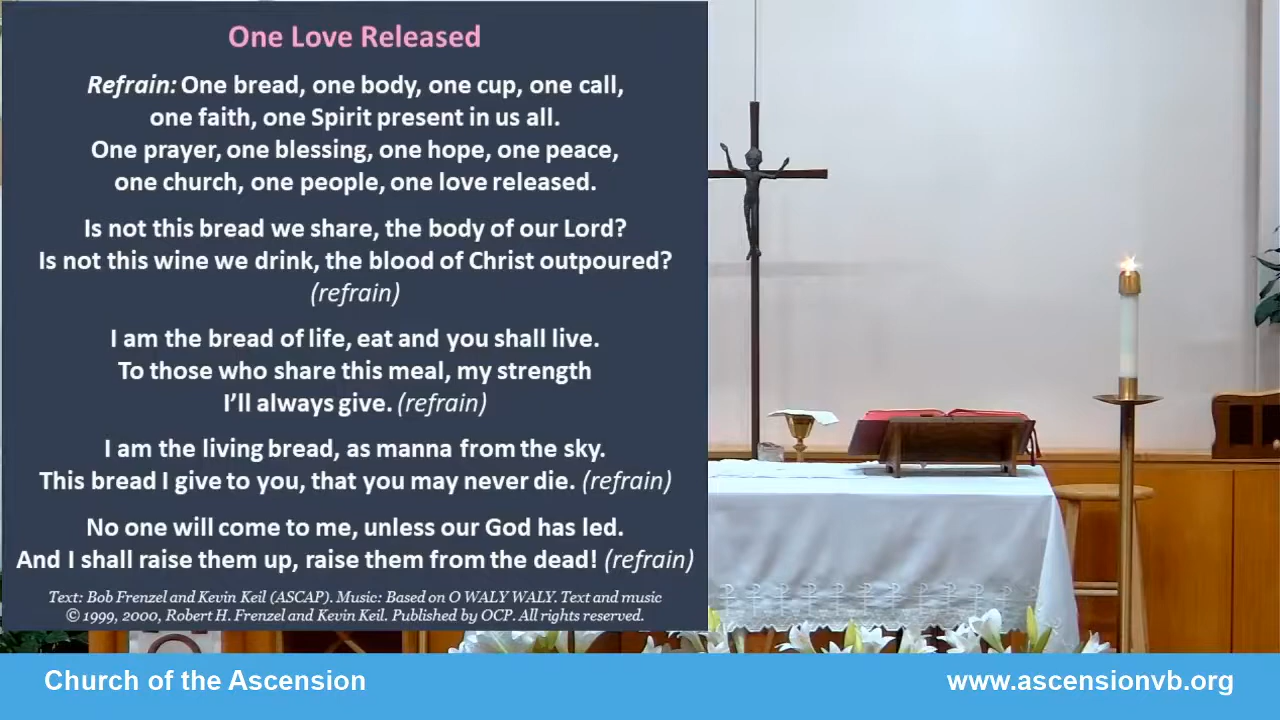 One Love Released
Refrain: One bread, one body, one cup, one call,
one faith, one Spirit present in us all.
One prayer, one blessing, one hope, one peace,
one church, one people, one love released.
Is not this bread we share, the body of our Lord?
Is not this wine we drink, the blood of Christ outpoured?
(refrain)
I am the bread of life, eat and you shall live.
To those who share this meal, my strength
I’ll always give. (refrain)
I am the living bread, as manna from the sky.
This bread I give to you, that you may never die. (refrain)
No one will come to me, unless our God has led.
And I shall raise them up, raise them from the dead! (refrain)
Text: Bob Frenzel and Kevin Keil (ASCAP). Music: Based on O WALY WALY. Text and music
© 1999, 2000, Robert H. Frenzel and Kevin Keil. Published by OCP. All rights reserved.
Church of the Ascension
www.ascensionvb.org